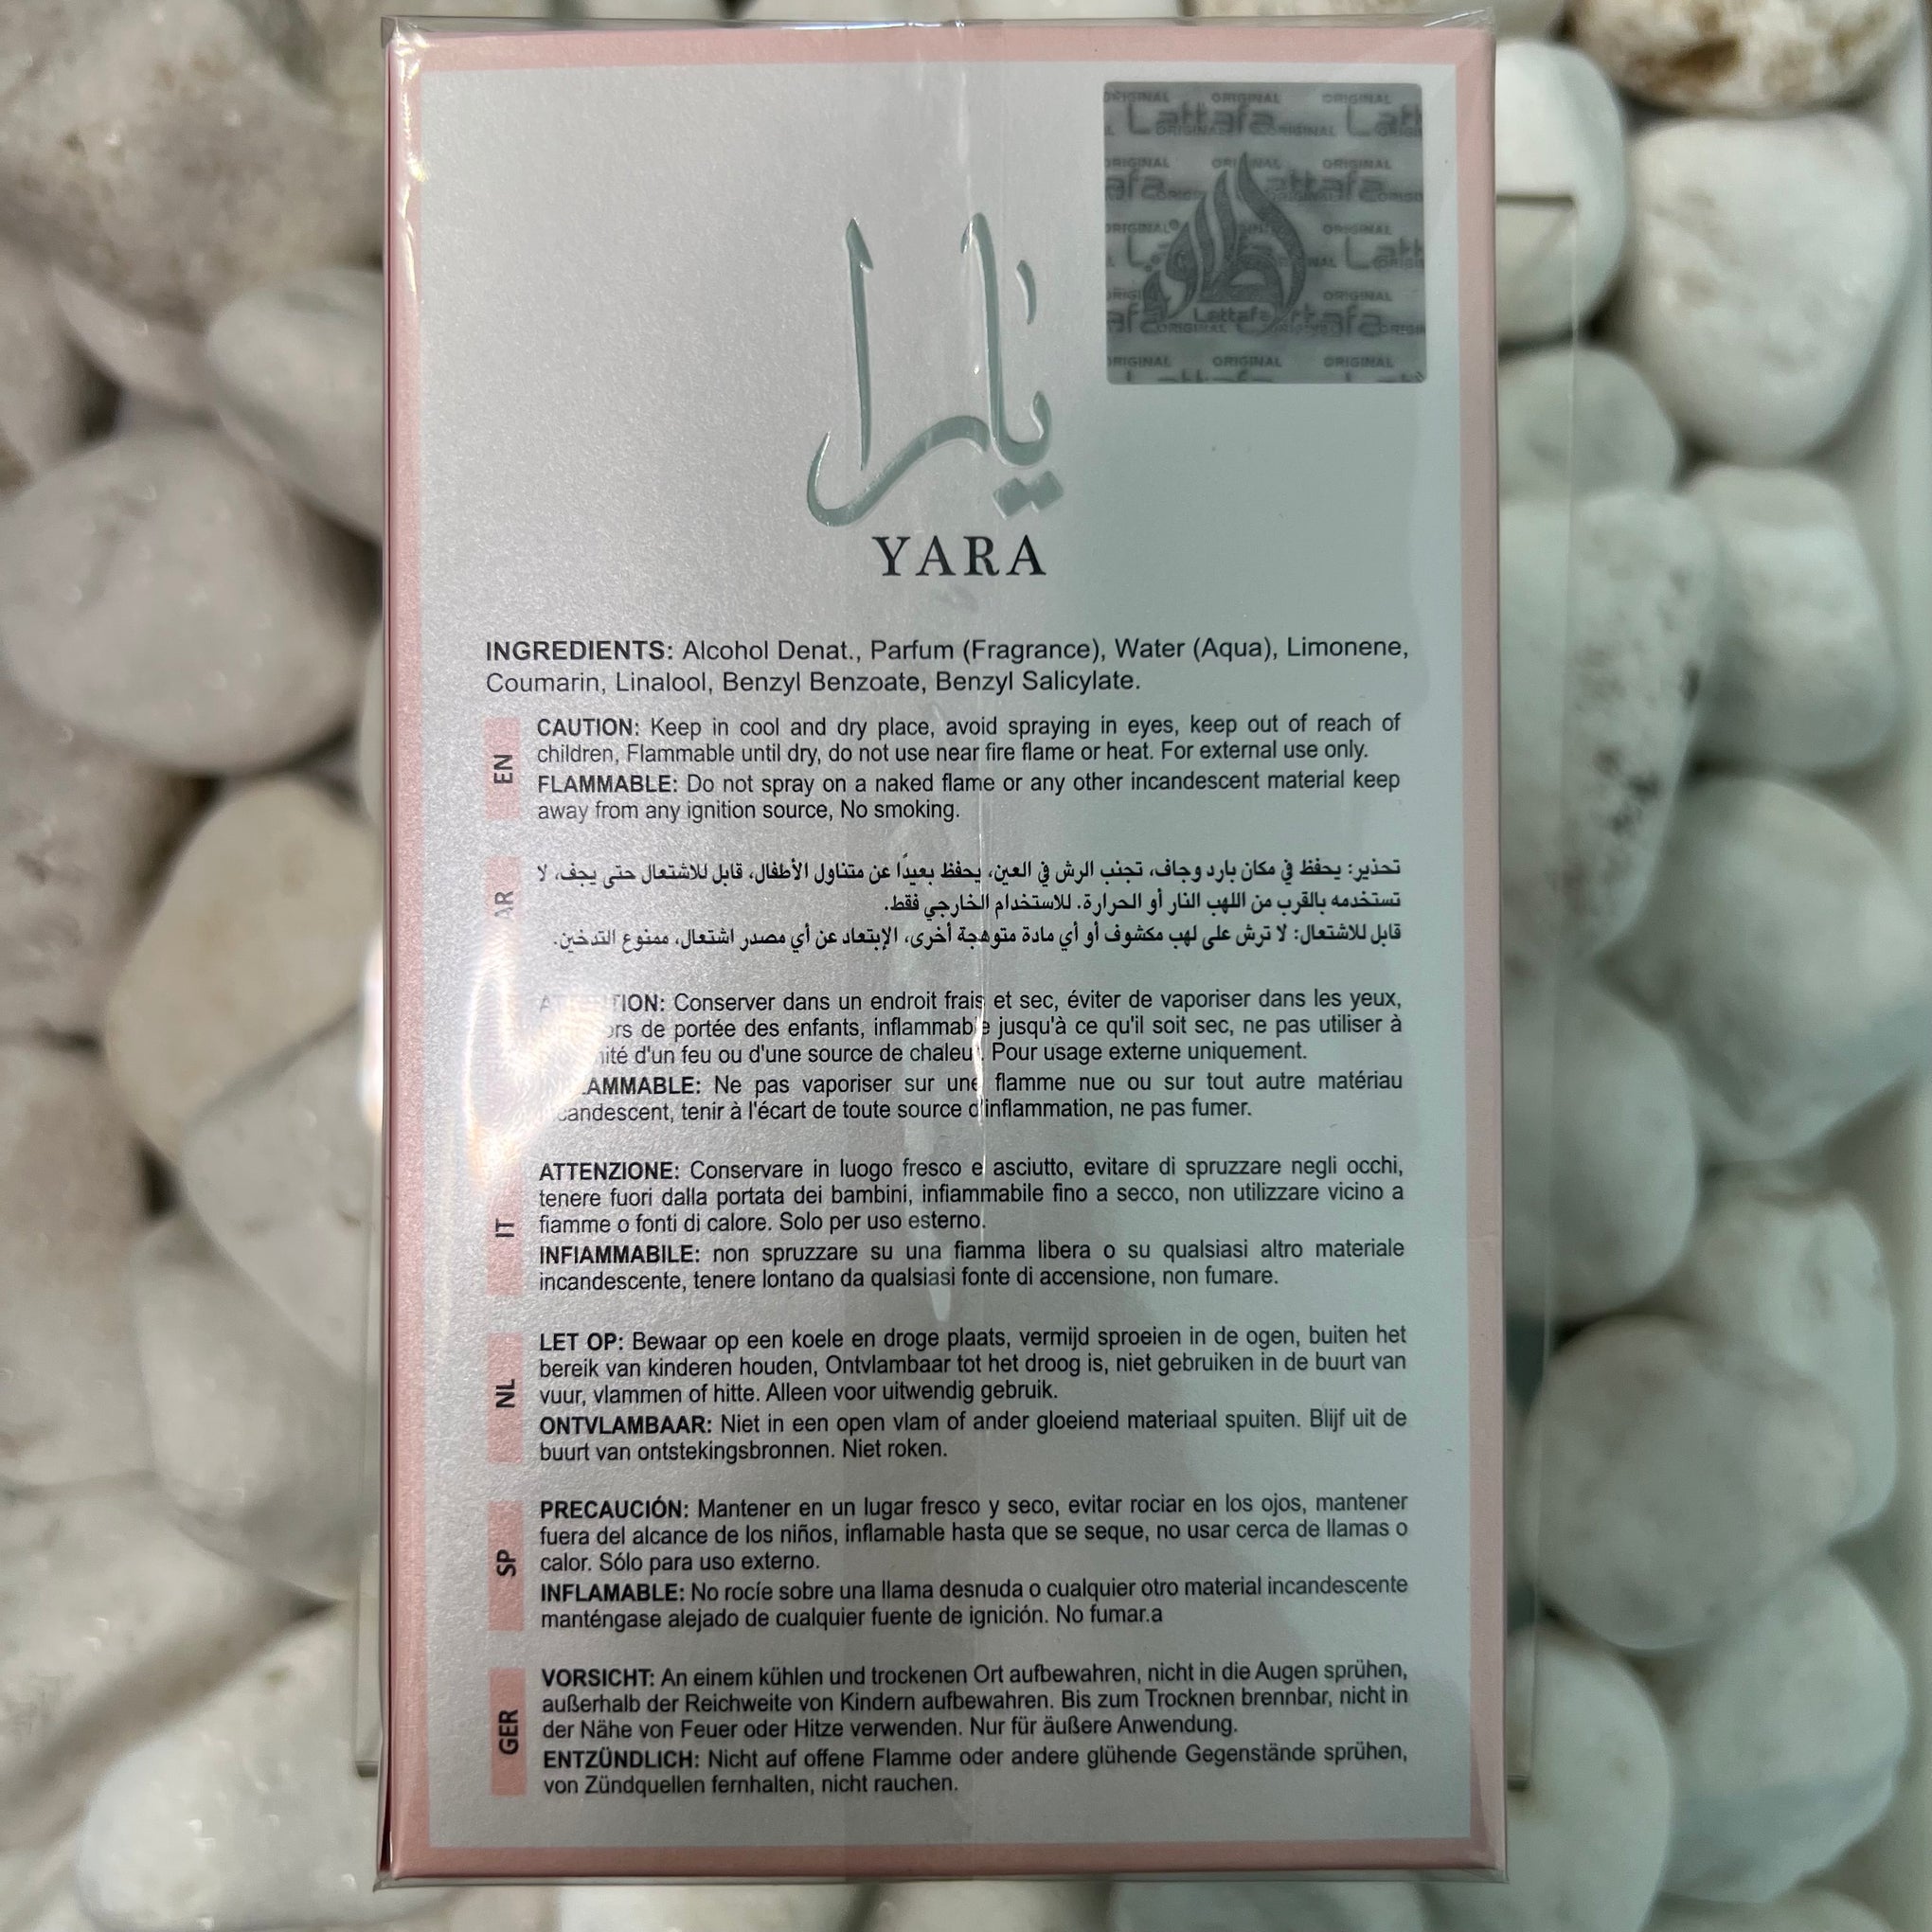 ORIGINAL ORIGINAL ORIGINAL
Lattafa
لطافة
Lattafa
يارا
YARA
INGREDIENTS: Alcohol Denat., Parfum (Fragrance), Water (Aqua), Limonene,
Coumarin, Linalool, Benzyl Benzoate, Benzyl Salicylate.
EN
CAUTION: Keep in cool and dry place, avoid spraying in eyes, keep out of reach of
children, Flammable until dry, do not use near fire flame or heat. For external use only.
FLAMMABLE: Do not spray on a naked flame or any other incandescent material keep
away from any ignition source, No smoking.
AR
تحذير: يحفظ في مكان بارد وجاف، تجنب الرش في العين، يحفظ بعيدًا عن متناول الأطفال، قابل للاشتعال حتى يجف، لا
تستخدمه بالقرب من اللهب النار أو الحرارة. للاستخدام الخارجي فقط.
قابل للاشتعال: لا ترش على لهب مكشوف أو أي مادة متوهجة أخرى، الإبتعاد عن أي مصدر اشتعال، ممنوع التدخين.
Conserver dans un endroit frais et sec, éviter de vaporiser dans les yeux,
de portée des enfants, inflammable jusqu'à ce qu'il soit sec, ne pas utiliser à
d'un feu ou d'une source de chaleur. Pour usage externe uniquement.
Ne pas vaporiser sur une flamme nue ou sur tout autre matériau
tenir à l'écart de toute source d'inflammation, ne pas fumer.
IT
ATTENZIONE: Conservare in luogo fresco e asciutto, evitare di spruzzare negli occhi,
tenere fuori dalla portata dei bambini, infiammabile fino a secco, non utilizzare vicino a
fiamme o fonti di calore. Solo per uso esterno.
INFIAMMABILE: non spruzzare su una fiamma libera o su qualsiasi altro materiale
incandescente, tenere lontano da qualsiasi fonte di accensione, non fumare.
NL
LET OP: Bewaar op een koele en droge plaats, vermijd sproeien in de ogen, buiten het
bereik van kinderen houden, Ontvlambaar tot het droog is, niet gebruiken in de buurt van
vuur, vlammen of hitte. Alleen voor uitwendig gebruik.
ONTVLAMBAAR: Niet in een open vlam of ander gloeiend materiaal spuiten. Blijf uit de
buurt van ontstekingsbronnen. Niet roken.
SP
PRECAUCIÓN: Mantener en un lugar fresco y seco, evitar rociar en los ojos, mantener
fuera del alcance de los niños, inflamable hasta que se seque, no usar cerca de llamas o
calor. Sólo para uso externo.
INFLAMABLE: No rocíe sobre una llama desnuda o cualquier otro material incandescente
manténgase alejado de cualquier fuente de ignición. No fumar.a
GER
VORSICHT: An einem kühlen und trockenen Ort aufbewahren, nicht in die Augen sprühen,
außerhalb der Reichweite von Kindern aufbewahren. Bis zum Trocknen brennbar, nicht in
der Nähe von Feuer oder Hitze verwenden. Nur für äußere Anwendung.
ENTZÜNDLICH: Nicht auf offene Flamme oder andere glühende Gegenstände sprühen,
von Zündquellen fernhalten, nicht rauchen.